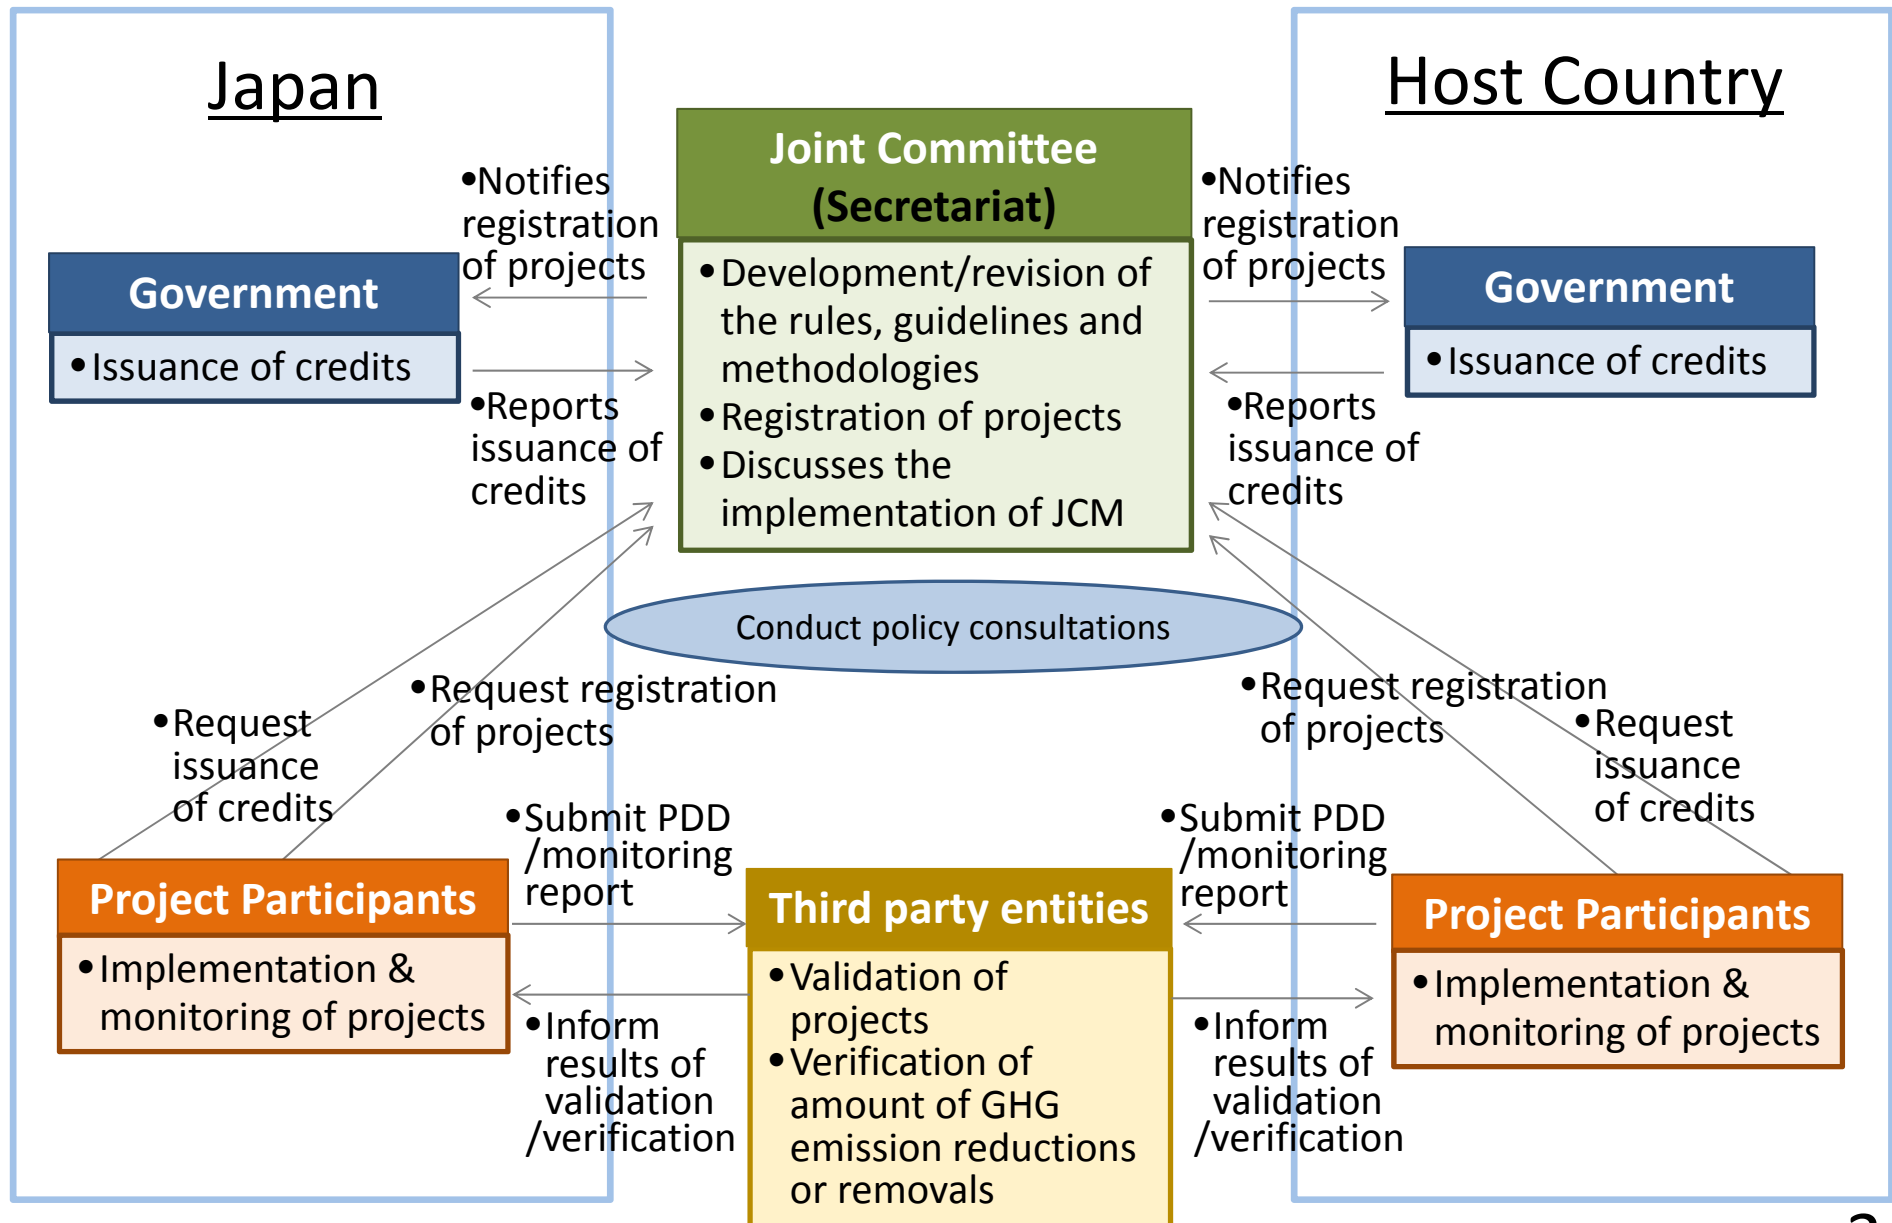 Japan
Host Country
Joint Committee
(Secretariat)
•Notifies
registration
of projects
•Notifies
registration
of projects
Government
•Issuance of credits
•Development/revision of
the rules, guidelines and
methodologies
•Registration of projects
•Discusses the
implementation of JCM
Government
•Issuance of credits
•Reports
issuance of
credits
•Reports
issuance of
credits
Conduct policy consultations
•Request registration
of projects
•Request
issuance
of credits
•Request registration
of projects
•Request
issuance
of credits
•Submit PDD
/monitoring
report
•Submit PDD
/monitoring
report
Project Participants
•Implementation &
monitoring of projects
Third party entities
•Validation of
projects
•Verification of
amount of GHG
emission reductions
or removals
Project Participants
•Implementation &
monitoring of projects
•Inform
results of
validation
/verification
•Inform
results of
validation
/verification